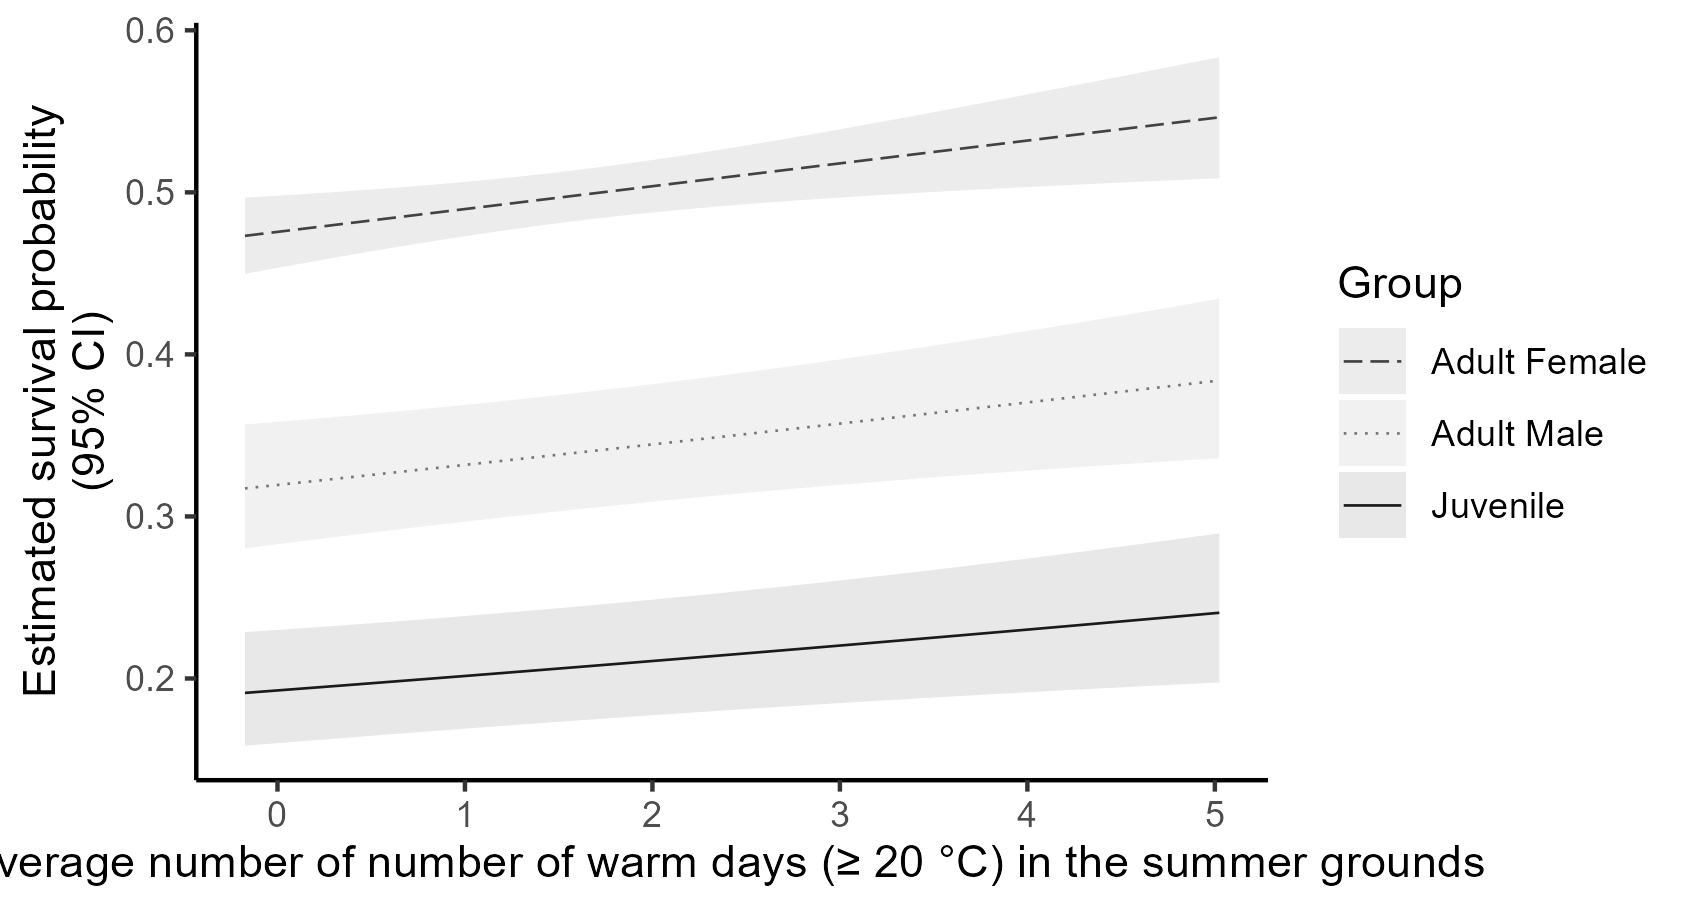 0.6
0.5
0.4
0.3
0.2
Estimated survival probability
(95% CI)
0 1 2 3 4 5
verage number of number of warm days (≥ 20 °C) in the summer grounds
Group
Adult Female
Adult Male
Juvenile